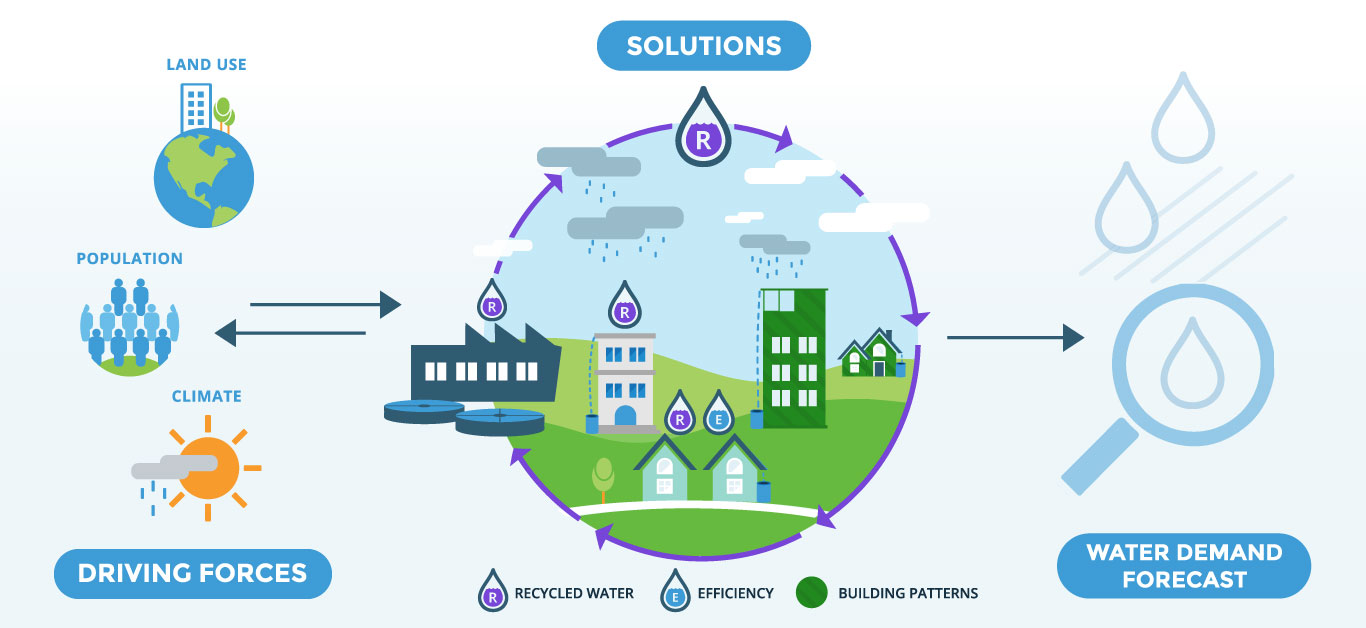 SOLUTIONS
LAND USE
R
POPULATION
R
R
CLIMATE
R
E
DRIVING FORCES
WATER DEMAND
FORECAST
R
RECYCLED WATER
E
EFFICIENCY
BUILDING PATTERNS